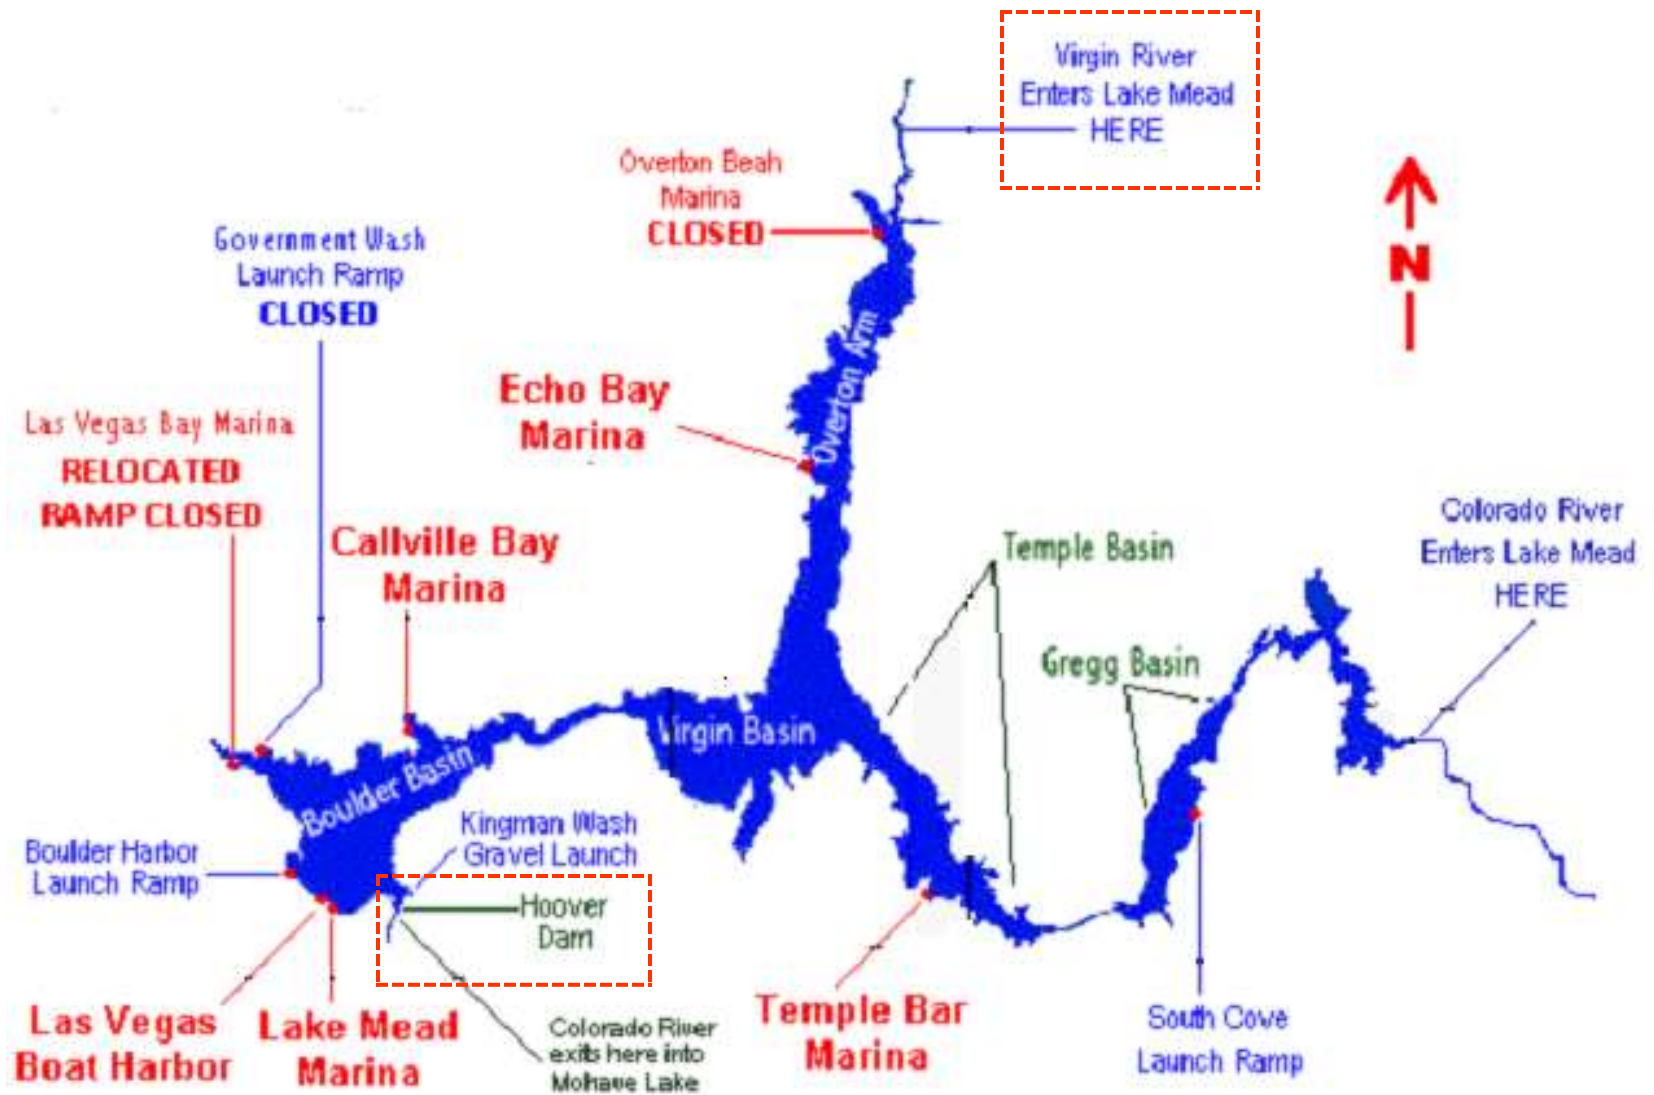 Virgin River
Enters Lake Mead
HERE
Overton Beah
Marina
CLOSED
Government Wash
Launch Ramp
CLOSED
N
Overton Arm
Echo Bay
Marina
Las Vegas Bay Marina
RELOCATED
RAMP CLOSED
Callville Bay
Marina
Temple Basin
Colorado River
Enters Lake Mead
HERE
Gregg Basin
Virgin Basin
Boulder Basin
Kingman Wash
Gravel Launch
Boulder Harbor
Launch Ramp
Hoover
Dam
Las Vegas
Boat Harbor
Lake Mead
Marina
Colorado River
exits here into
Mohave Lake
Temple Bar
Marina
South Cove
Launch Ramp